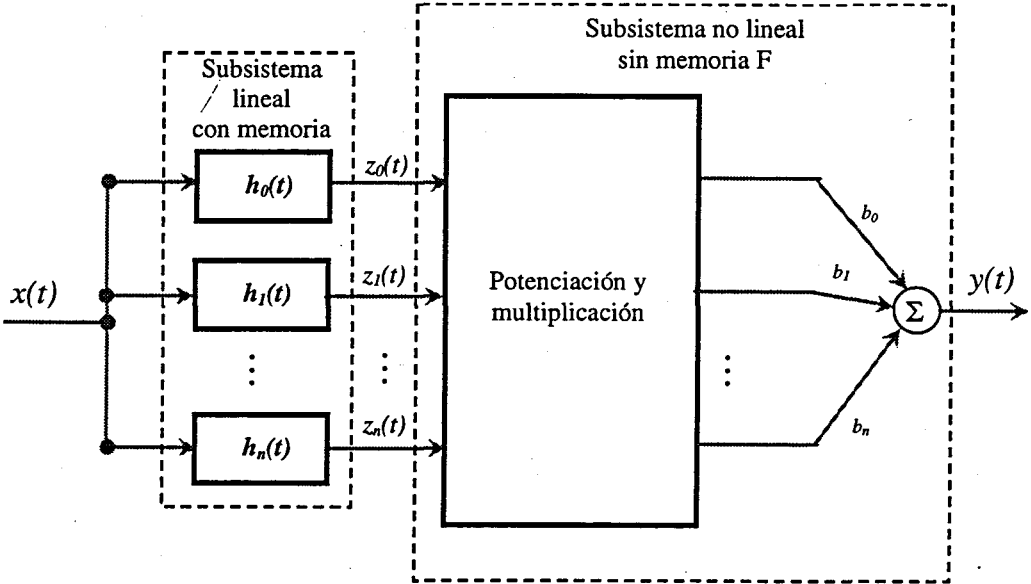 Subsistema no lineal
sin memoria F
Subsistema
lineal
con memoria
h0(t)
z0(t)
b0
x(t)
h1(t)
z1(t)
Potenciación y
multiplicación
b1
Σ
y(t)
hn(t)
zn(t)
bn